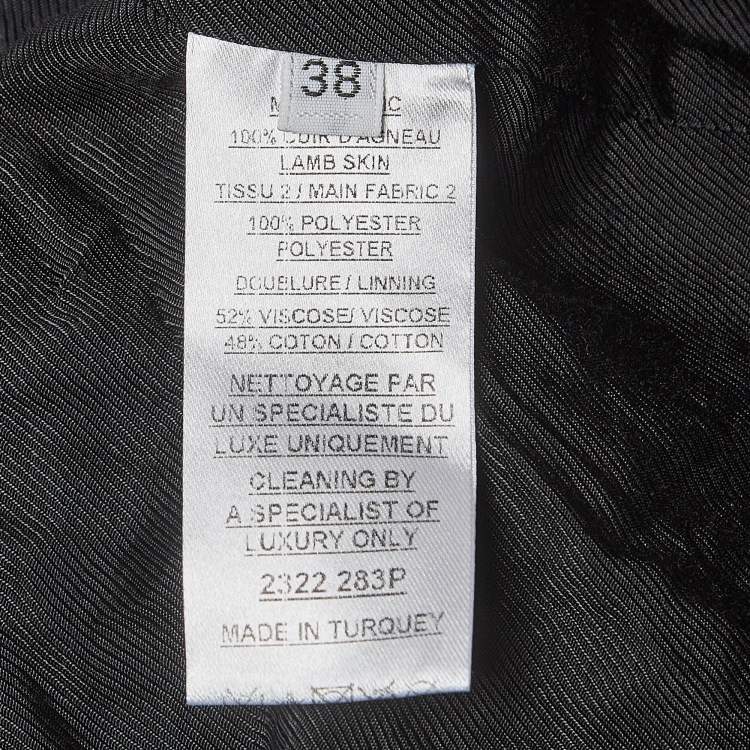 38
100% CUIR D'AGNEAU
LAMB SKIN
TISSU 2 / MAIN FABRIC 2
100% POLYESTER
POLYESTER
DOUBLURE / LINNING
52% VISCOSE/ VISCOSE
48% COTON / COTTON
NETTOYAGE PAR
UN SPECIALISTE DU
LUXE UNIQUEMENT
CLEANING BY
A SPECIALIST OF
LUXURY ONLY
2322 283P
MADE IN TURQUEY